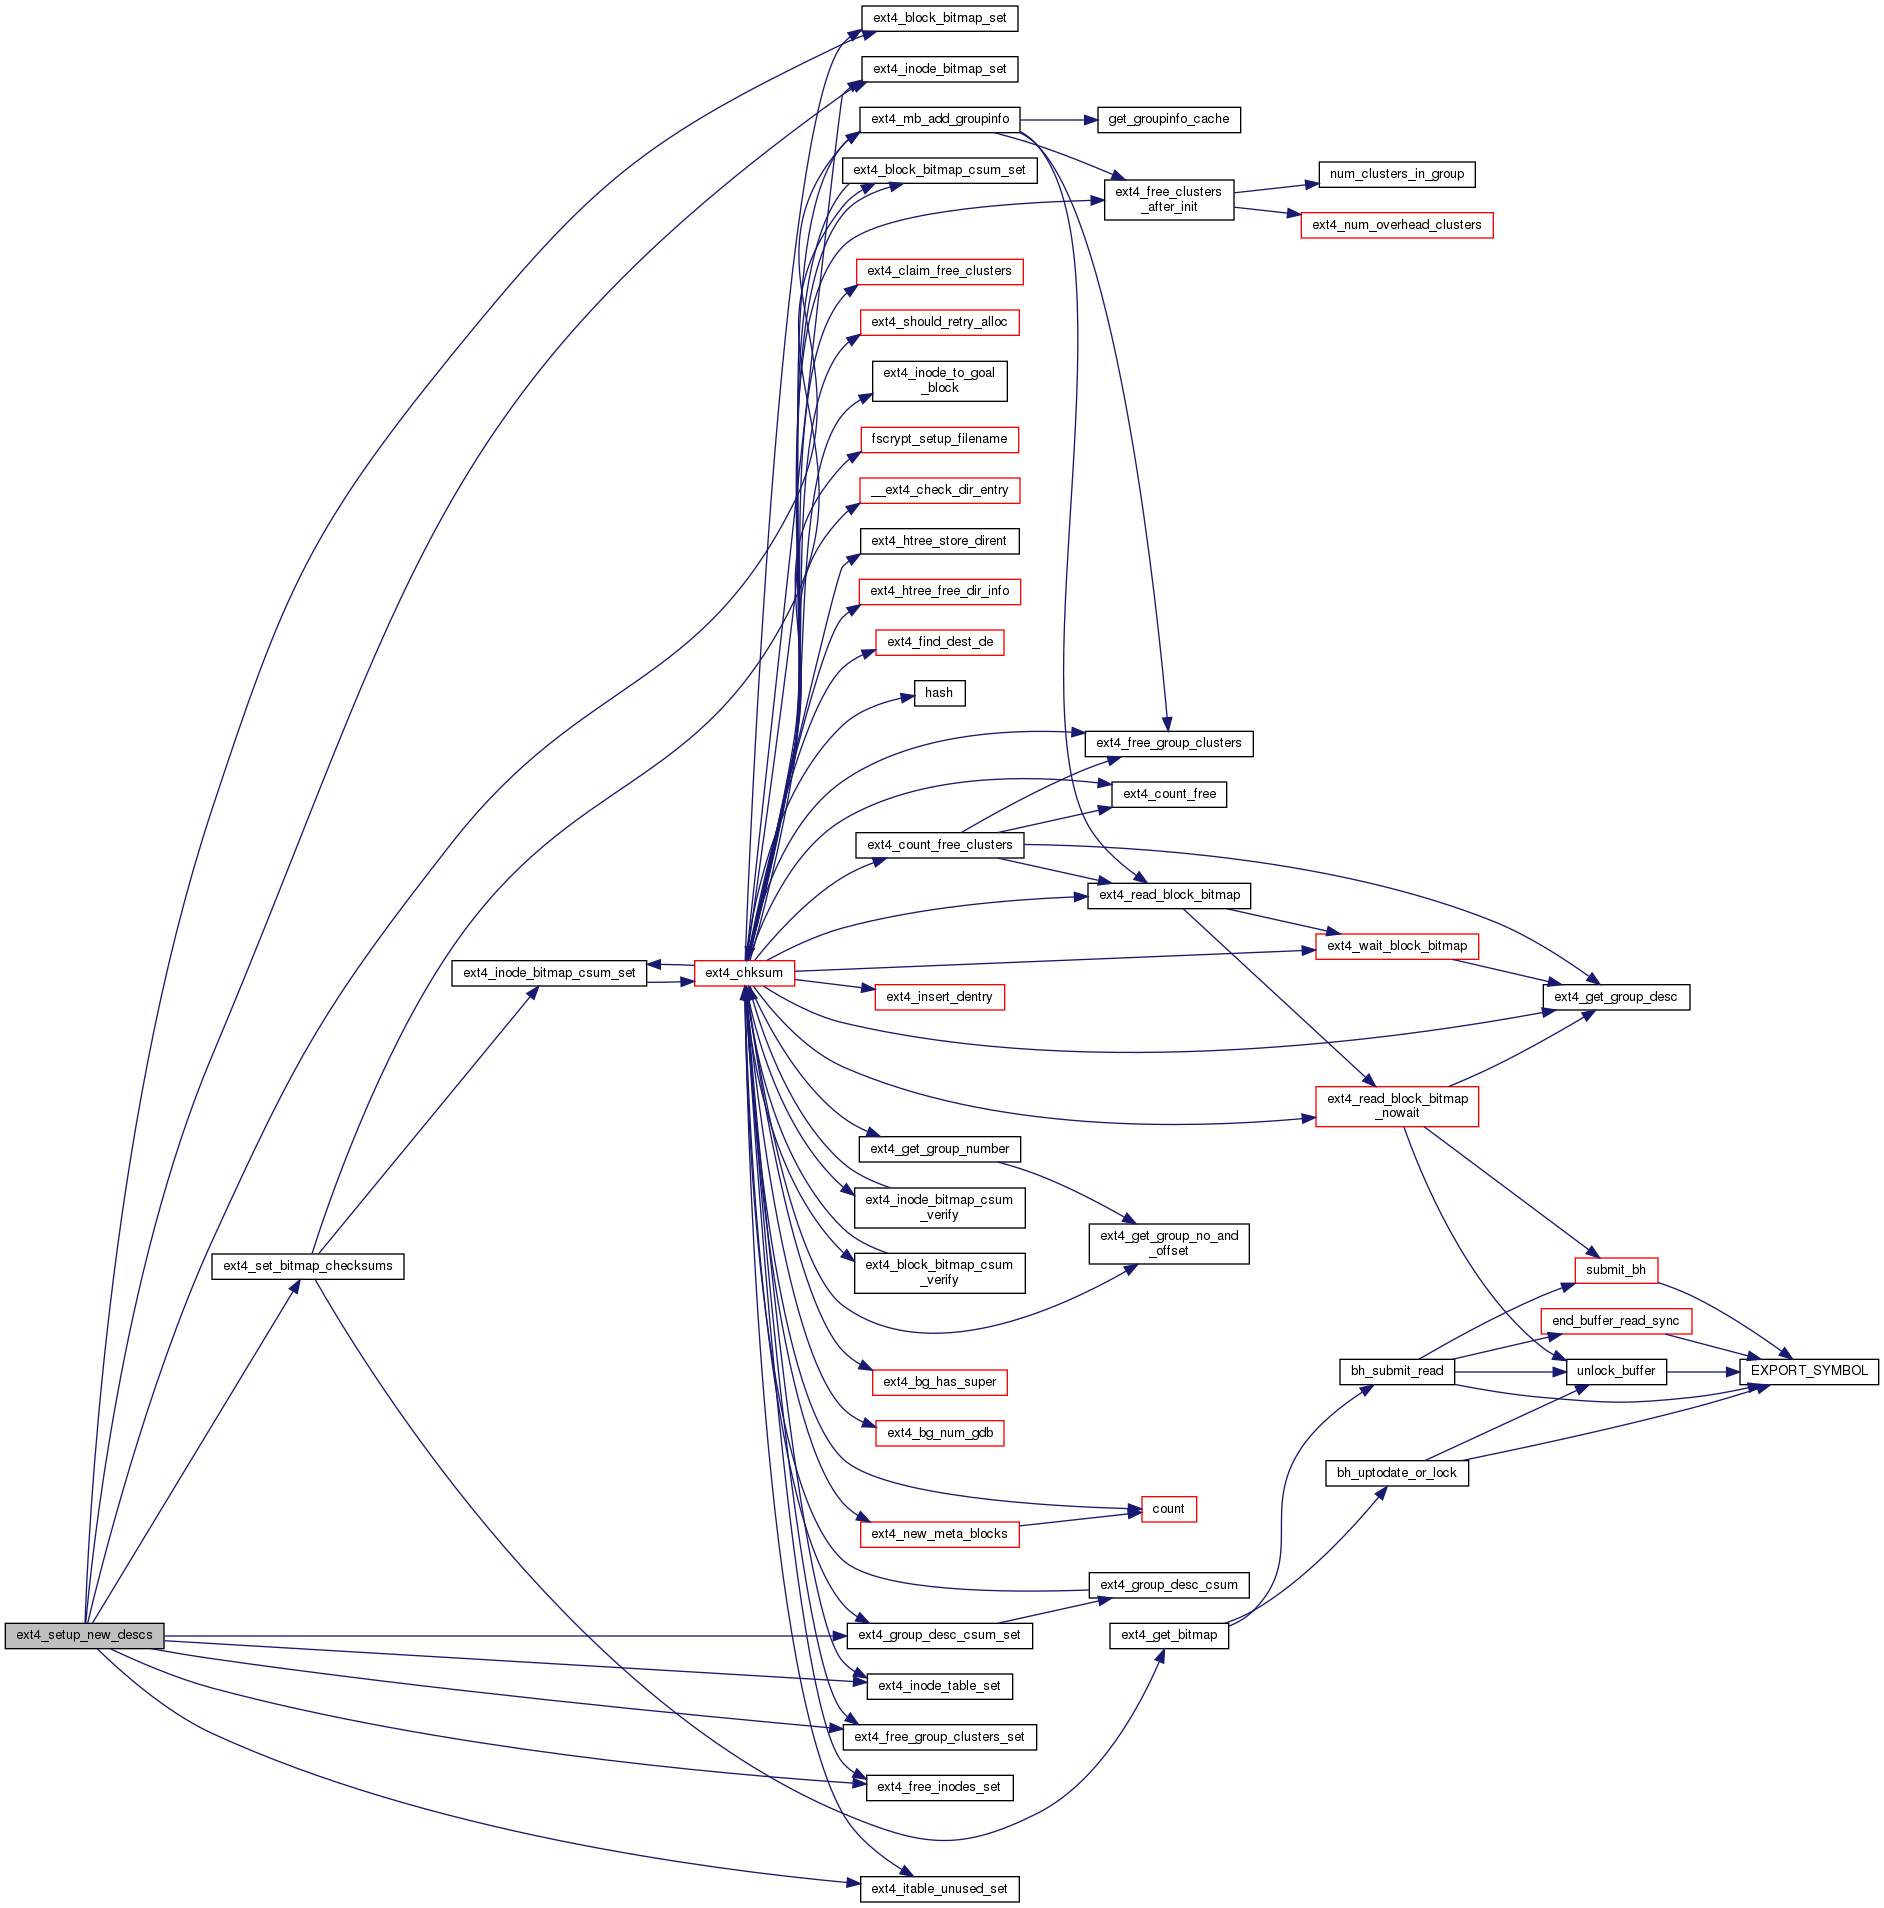 ext4_block_bitmap_set
ext4_inode_bitmap_set
ext4_mb_add_groupinfo
get_groupinfo_cache
ext4_block_bitmap_csum_set
num_clusters_in_group
ext4_free_clusters
_after_init
ext4_num_overhead_clusters
ext4_claim_free_clusters
ext4_should_retry_alloc
ext4_inode_to_goal
_block
fscrypt_setup_filename
__ext4_check_dir_entry
ext4_htree_store_dirent
ext4_htree_free_dir_info
ext4_find_dest_de
hash
ext4_free_group_clusters
ext4_count_free
ext4_count_free_clusters
ext4_read_block_bitmap
ext4_wait_block_bitmap
ext4_inode_bitmap_csum_set
ext4_chksum
ext4_insert_dentry
ext4_get_group_desc
ext4_read_block_bitmap
_nowait
ext4_get_group_number
ext4_inode_bitmap_csum
_verify
ext4_get_group_no_and
_offset
ext4_set_bitmap_checksums
ext4_block_bitmap_csum
_verify
submit_bh
end_buffer_read_sync
bh_submit_read
unlock_buffer
EXPORT_SYMBOL
ext4_bg_has_super
ext4_bg_num_gdb
bh_uptodate_or_lock
count
ext4_new_meta_blocks
ext4_group_desc_csum
ext4_setup_new_descs
ext4_group_desc_csum_set
ext4_get_bitmap
ext4_inode_table_set
ext4_free_group_clusters_set
ext4_free_inodes_set
ext4_itable_unused_set